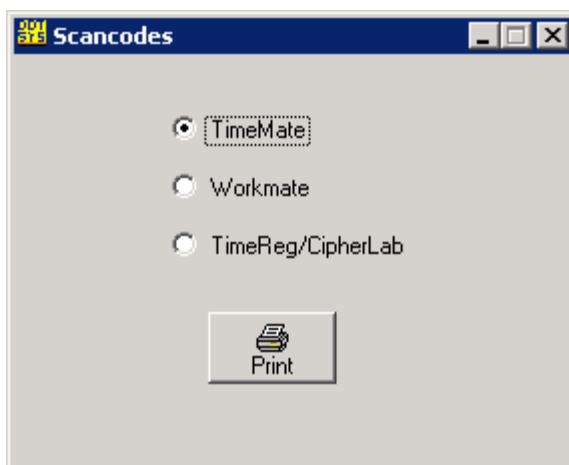 Scancodes
TimeMate
Workmate
TimeReg/CipherLab
Print